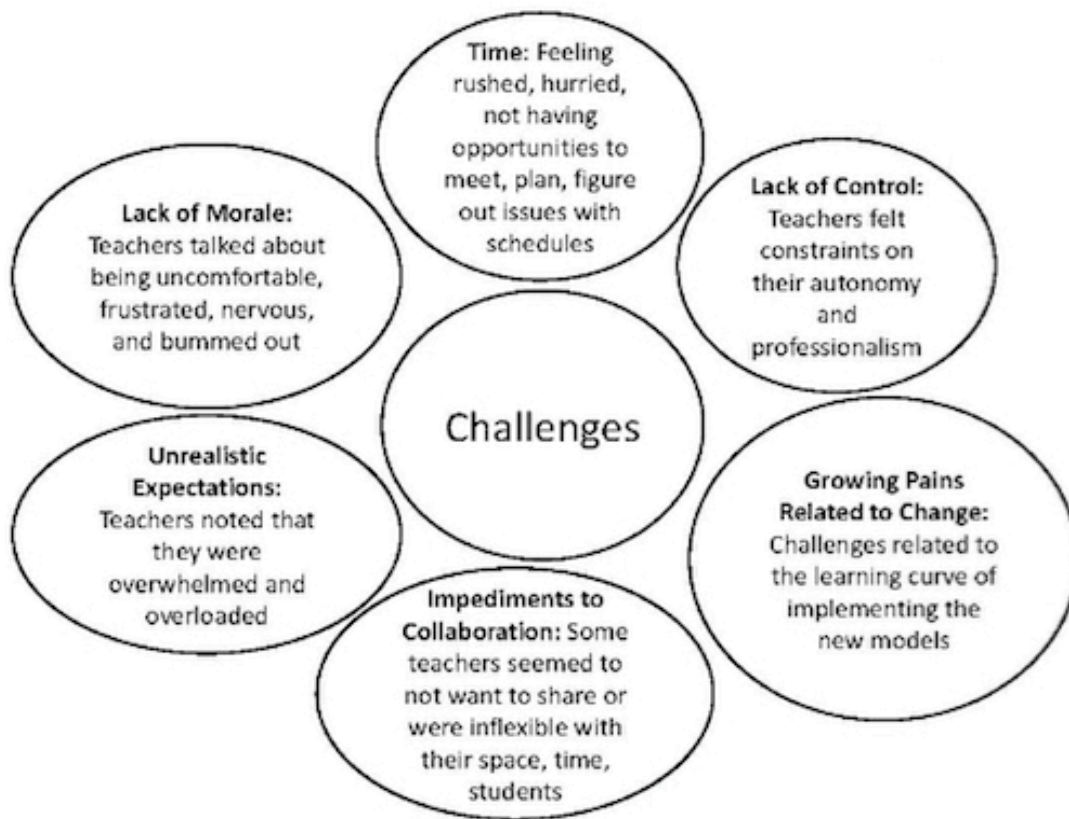 Time: Feeling
rushed, hurried,
not having
opportunities to
meet, plan, figure
out issues with
schedules
Lack of Control:
Teachers felt
constraints on
their autonomy
and
professionalism
Growing Pains
Related to Change:
Challenges related to
the learning curve of
implementing the
new models
Impediments to
Collaboration: Some
teachers seemed to
not want to share or
were inflexible with
their space, time,
students
Unrealistic
Expectations:
Teachers noted that
they were
overwhelmed and
overloaded
Lack of Morale:
Teachers talked about
being uncomfortable,
frustrated, nervous,
and bummed out
Challenges